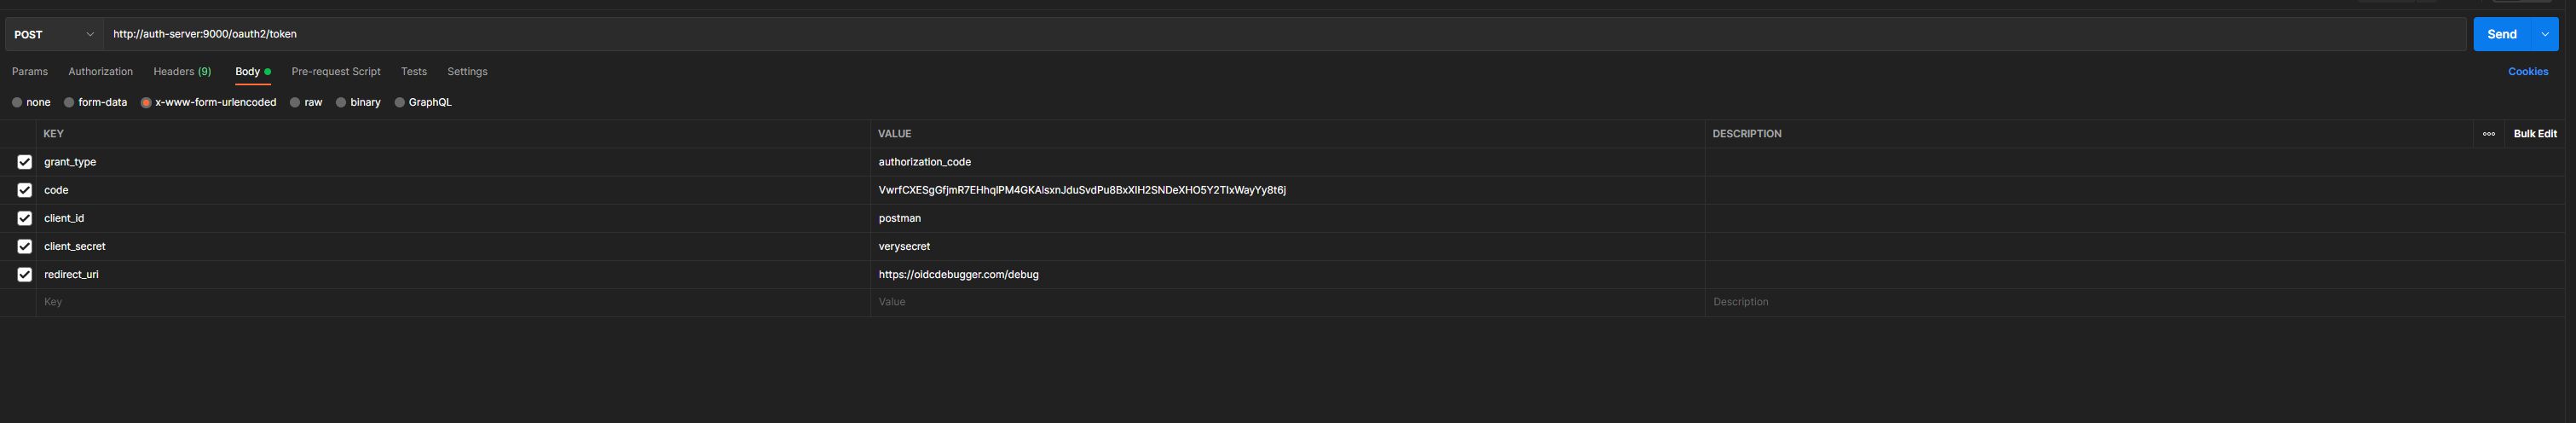 POST http://auth-server:9000/oauth2/token Send
Params Authorization Headers (9) Body Pre-request Script Tests Settings Cookies
none form-data x-www-form-urlencoded raw binary GraphQL
KEY VALUE DESCRIPTION ooo Bulk Edit
grant_type authorization_code
code VwrfCXESgGfjmR7EHhqIPM4GKAIsxnJduSvdPu8BxXIH2SNDeXHO5Y2TIxWayYy8t6j
client_id postman
client_secret verysecret
redirect_uri https://oidcdebugger.com/debug
Key Value Description